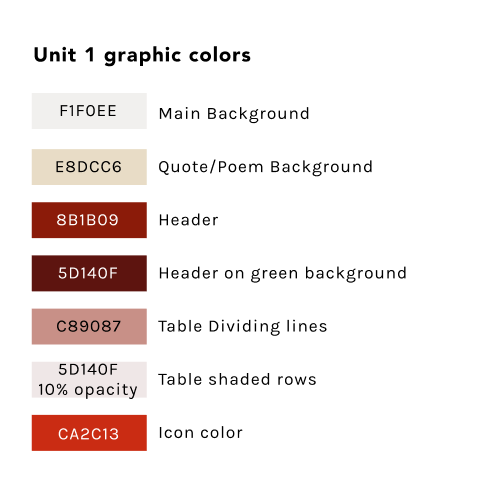 Unit 1 graphic colors
F1F0EE Main Background
E8DCC6 Quote/Poem Background
8B1B09 Header
5D140F Header on green background
C89087 Table Dividing lines
5D140F
10% opacity Table shaded rows
CA2C13 Icon color